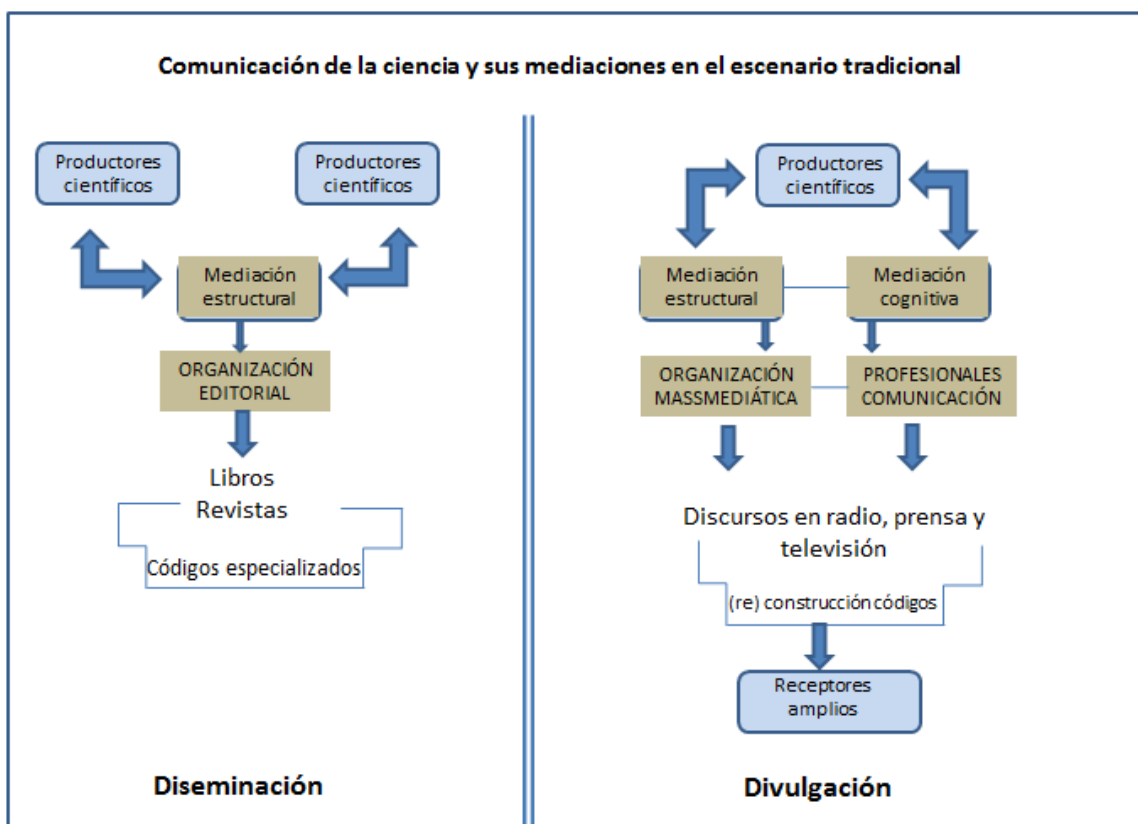 Comunicación de la ciencia y sus mediaciones en el escenario tradicional
Productores
científicos
Productores
científicos
Mediación
estructural
ORGANIZACIÓN
EDITORIAL
Libros
Revistas
Códigos especializados
Diseminación
Productores
científicos
Mediación
estructural
Mediación
cognitiva
ORGANIZACIÓN
MASSMEDIÁTICA
PROFESIONALES
COMUNICACIÓN
Discursos en radio, prensa y
televisión
(re) construcción códigos
Receptores
amplios
Divulgación